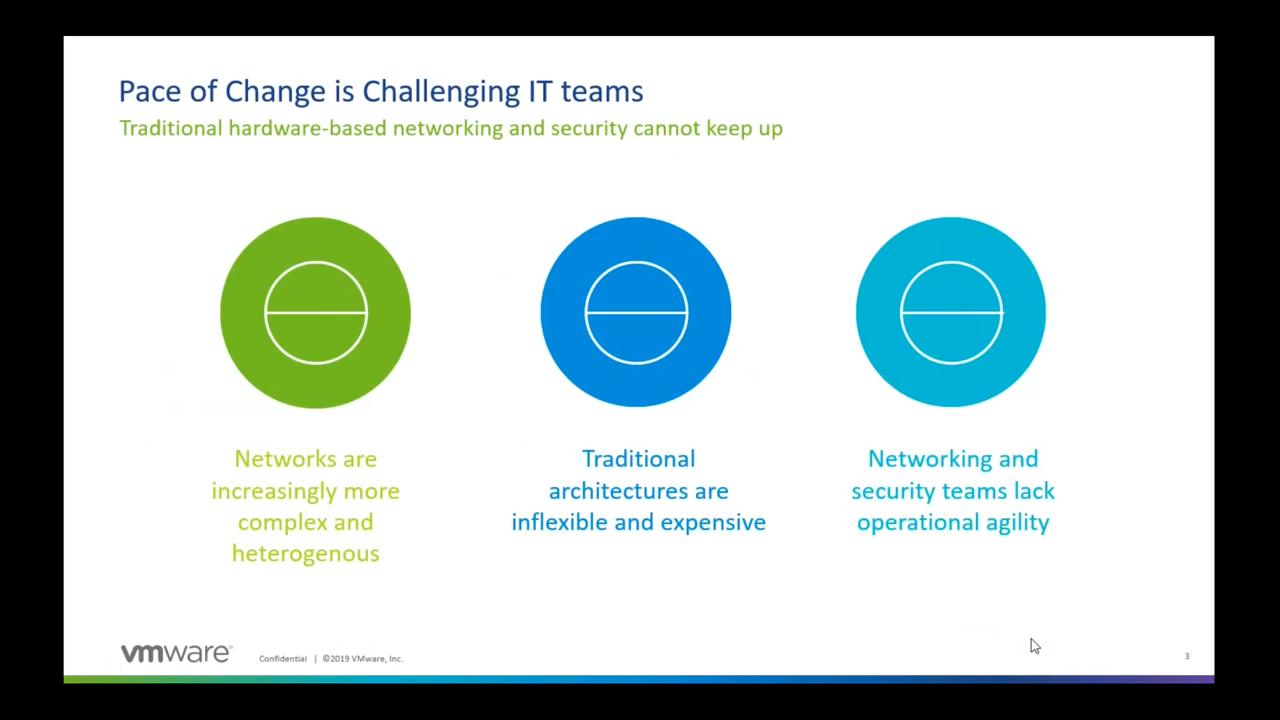 Pace of Change is Challenging IT teams
Traditional hardware-based networking and security cannot keep up
Networks are
increasingly more
complex and
heterogenous
Traditional
architectures are
inflexible and expensive
Networking and
security teams lack
operational agility
vmware®
Confidential | ©2019 VMware, Inc.
3